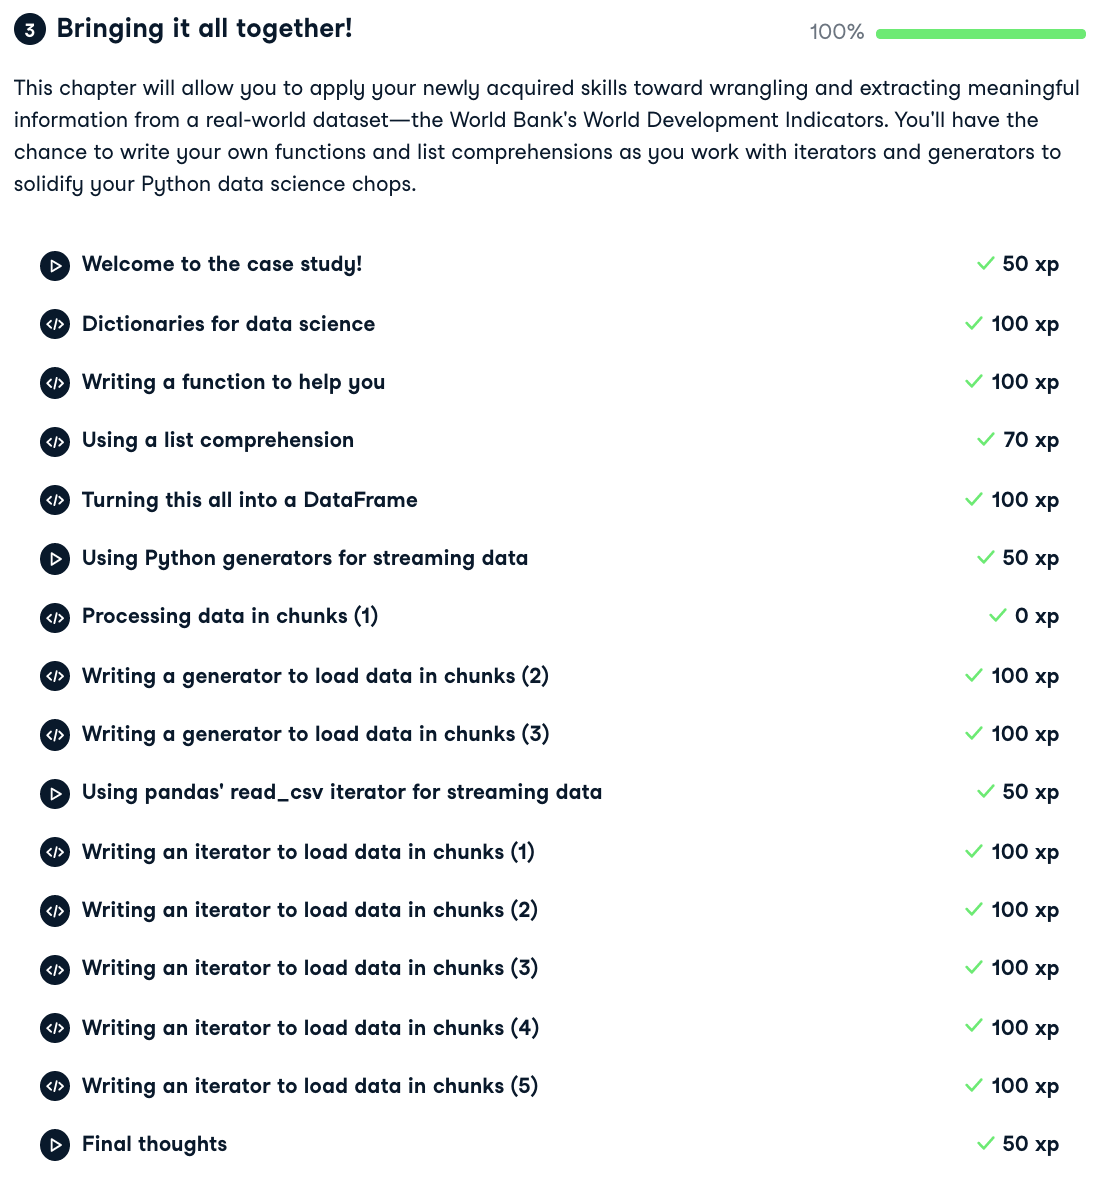 3 Bringing it all together!
100%
This chapter will allow you to apply your newly acquired skills toward wrangling and extracting meaningful
information from a real-world dataset—the World Bank's World Development Indicators. You'll have the
chance to write your own functions and list comprehensions as you work with iterators and generators to
solidify your Python data science chops.
Welcome to the case study! 50 xp
</> Dictionaries for data science 100 xp
</> Writing a function to help you 100 xp
</> Using a list comprehension 70 xp
</> Turning this all into a DataFrame 100 xp
Using Python generators for streaming data 50 xp
</> Processing data in chunks (1) 0 xp
</> Writing a generator to load data in chunks (2) 100 xp
</> Writing a generator to load data in chunks (3) 100 xp
Using pandas' read_csv iterator for streaming data 50 xp
</> Writing an iterator to load data in chunks (1) 100 xp
</> Writing an iterator to load data in chunks (2) 100 xp
</> Writing an iterator to load data in chunks (3) 100 xp
</> Writing an iterator to load data in chunks (4) 100 xp
</> Writing an iterator to load data in chunks (5) 100 xp
Final thoughts 50 xp